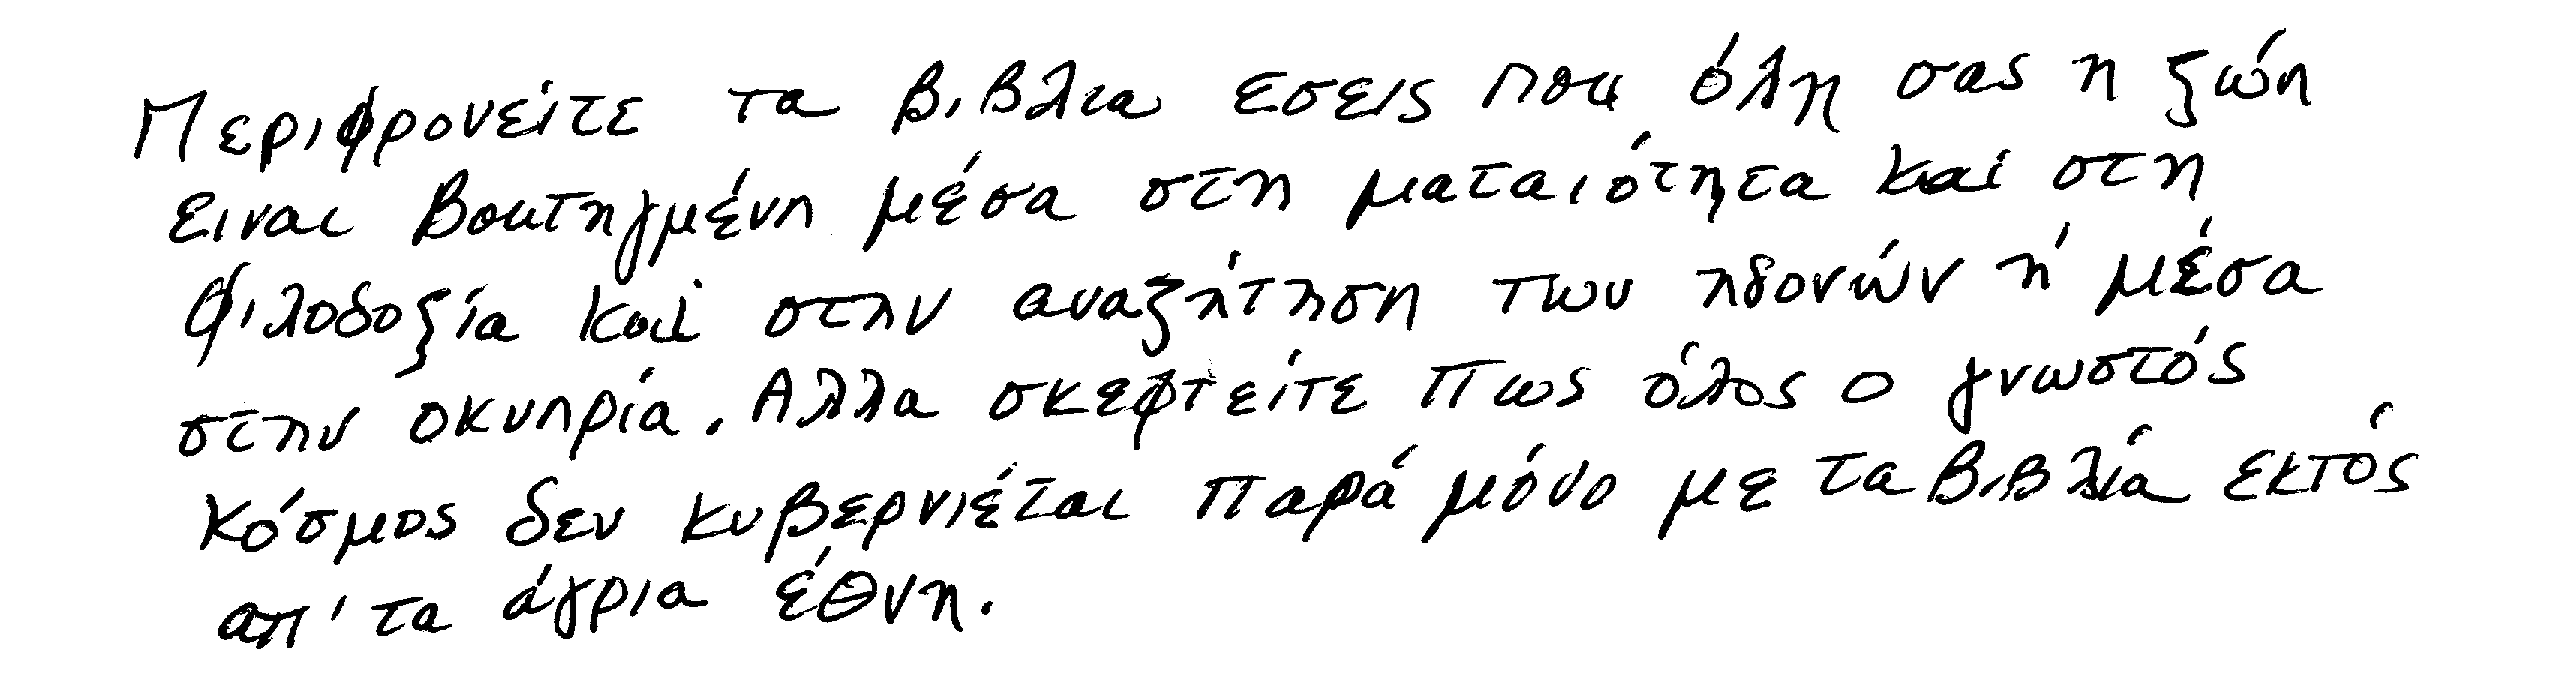 Περιφρονείτε τα βιβλια εσεις που όλη σας η ζώη
ειναι βουτηγμένη μέσα στη ματαιότητα και στη
φιλοδοξία και στην αναζήτηση των ηδονών ή μέσα
στην οκνηρία. Αλλα σκεφτείτε πως όλος ο γνωστός
κόσμος δεν κυβερνιέται παρά μόνο με τα βιβλία εκτός
απ' τα άγρια έθνη.